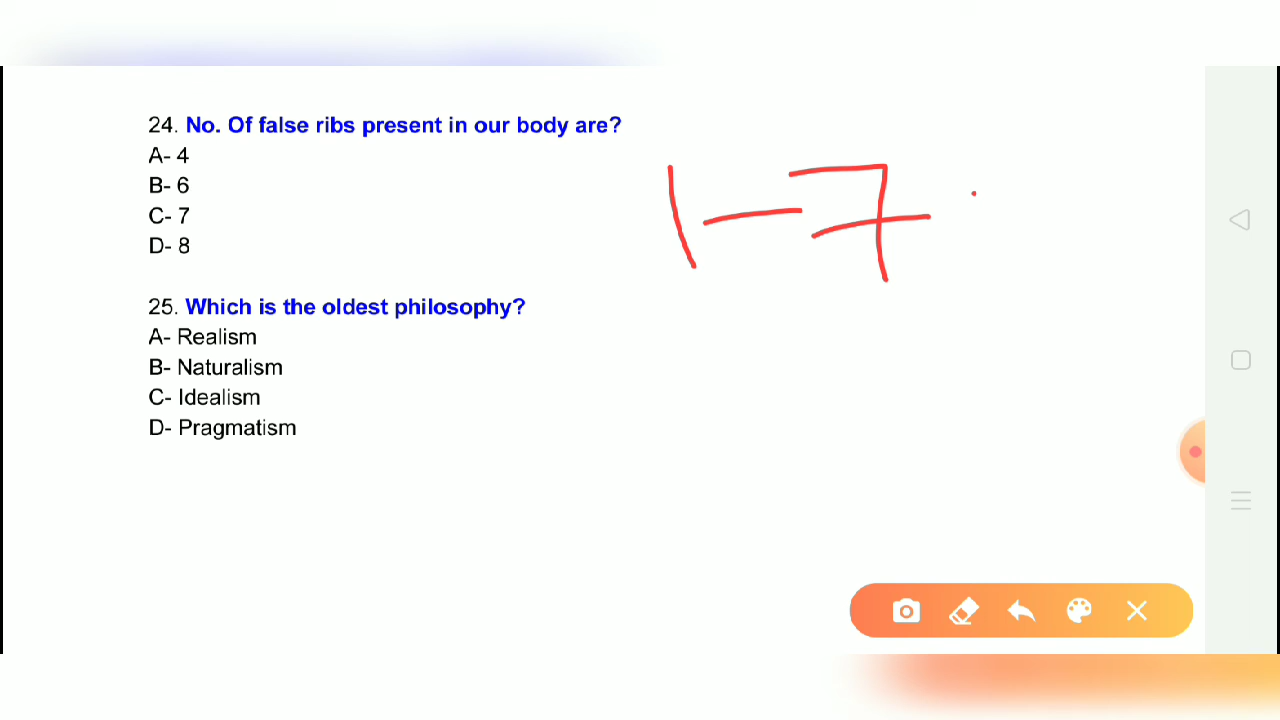 24. No. Of false ribs present in our body are?
A- 4
B- 6
C- 7
D- 8
1-7
25. Which is the oldest philosophy?
A- Realism
B- Naturalism
C- Idealism
D- Pragmatism